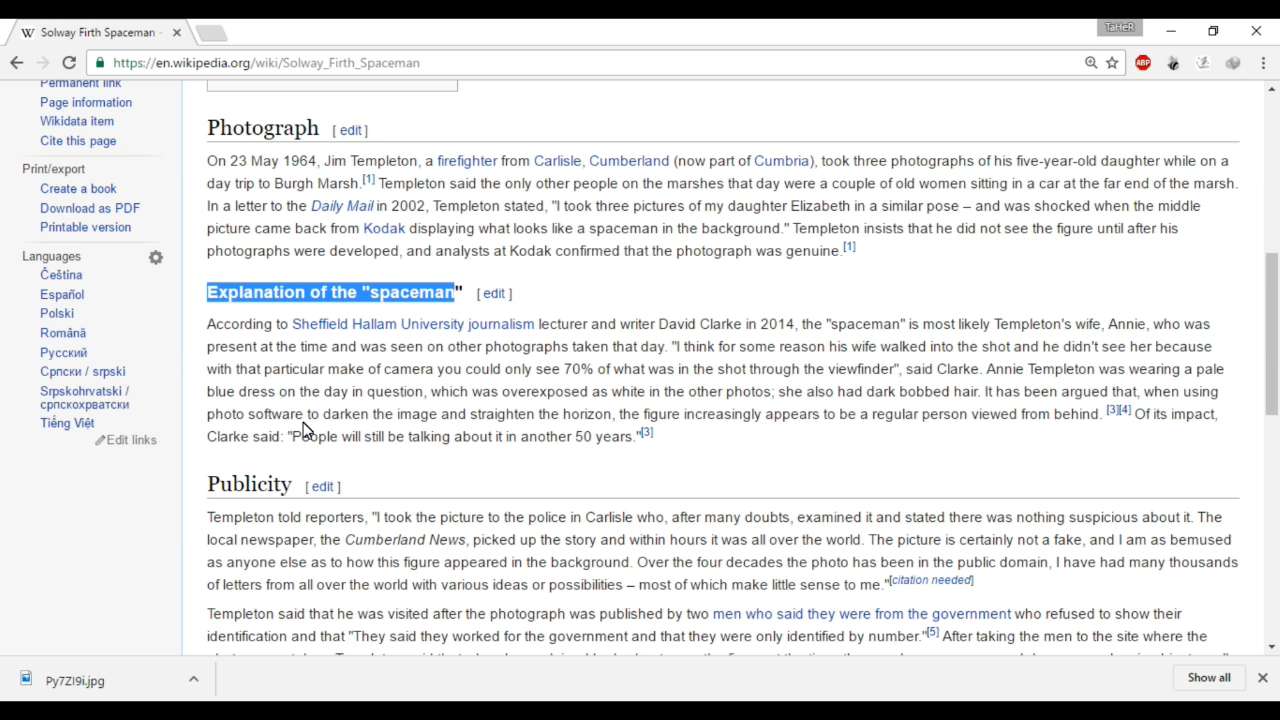 Solway Firth Spaceman -
TaHeR
https://en.wikipedia.org/wiki/Solway_Firth_Spaceman
ABP
Permanent link
Page information
Wikidata item
Cite this page
Print/export
Create a book
Download as PDF
Printable version
Languages
Čeština
Español
Polski
Română
Русский
Српски / srpski
Srpskohrvatski /
српскохрватски
Tiếng Việt
Edit links
Photograph [ edit ]
On 23 May 1964, Jim Templeton, a firefighter from Carlisle, Cumberland (now part of Cumbria), took three photographs of his five-year-old daughter while on a
day trip to Burgh Marsh.[1] Templeton said the only other people on the marshes that day were a couple of old women sitting in a car at the far end of the marsh.
In a letter to the Daily Mail in 2002, Templeton stated, "I took three pictures of my daughter Elizabeth in a similar pose – and was shocked when the middle
picture came back from Kodak displaying what looks like a spaceman in the background." Templeton insists that he did not see the figure until after his
photographs were developed, and analysts at Kodak confirmed that the photograph was genuine.[1]
Explanation of the "spaceman" [ edit ]
According to Sheffield Hallam University journalism lecturer and writer David Clarke in 2014, the "spaceman" is most likely Templeton's wife, Annie, who was
present at the time and was seen on other photographs taken that day. "I think for some reason his wife walked into the shot and he didn't see her because
with that particular make of camera you could only see 70% of what was in the shot through the viewfinder", said Clarke. Annie Templeton was wearing a pale
blue dress on the day in question, which was overexposed as white in the other photos; she also had dark bobbed hair. It has been argued that, when using
photo software to darken the image and straighten the horizon, the figure increasingly appears to be a regular person viewed from behind. [3][4] Of its impact,
Clarke said: "People will still be talking about it in another 50 years."[3]
Publicity [ edit ]
Templeton told reporters, "I took the picture to the police in Carlisle who, after many doubts, examined it and stated there was nothing suspicious about it. The
local newspaper, the Cumberland News, picked up the story and within hours it was all over the world. The picture is certainly not a fake, and I am as bemused
as anyone else as to how this figure appeared in the background. Over the four decades the photo has been in the public domain, I have had many thousands
of letters from all over the world with various ideas or possibilities – most of which make little sense to me."[citation needed]
Templeton said that he was visited after the photograph was published by two men who said they were from the government who refused to show their
identification and that "They said they worked for the government and that they were only identified by number."[5] After taking the men to the site where the
Py7ZI9i.jpg
Show all